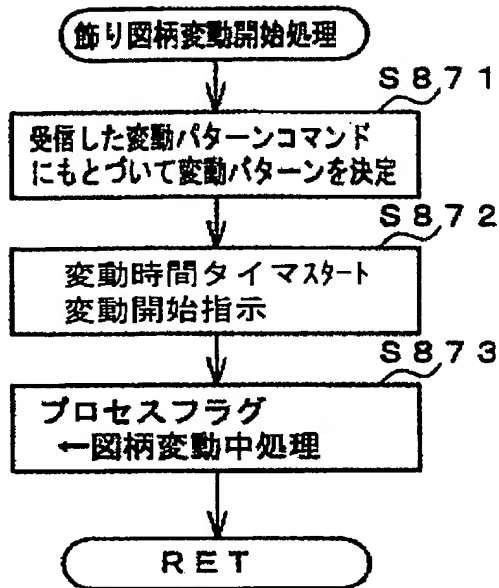 飾り図柄変動開始処理
S871
受信した変動パターンコマンド
にもとづいて変動パターンを決定
S872
変動時間タイマスタート
変動開始指示
S873
プロセスフラグ
←図柄変動中処理
RET